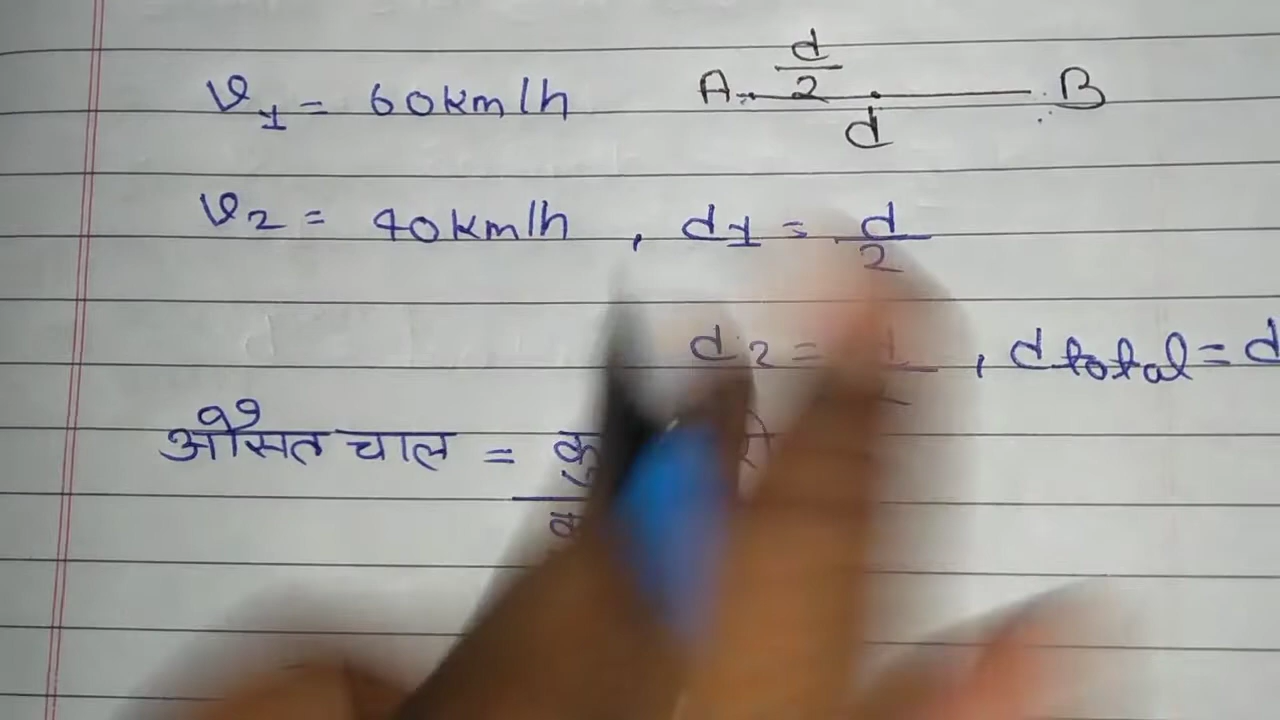 v₁ = 60km/h A d/2 B
d
v₂ = 40km/h , d₁ = d/2
d₂ = , d total = d
औसत चाल =